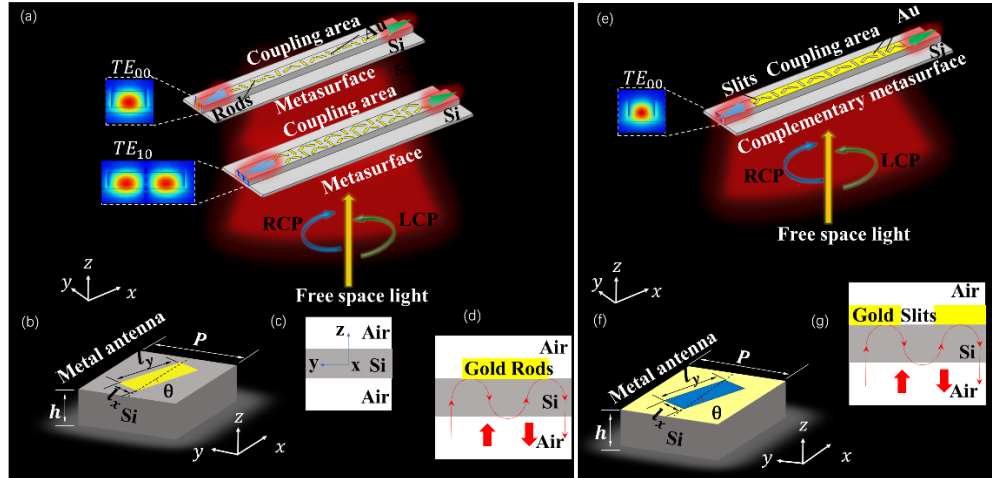 (a)
Au
Coupling area
Si
TE00
Rods
Metasurface
Coupling area
Si
TE10
Metasurface
RCP
LCP
Free space light
z
y
x
(b)
Metal antenna
P
ly
lx
θ
h
Si
z
y
x
(c)
z
Air
y
x
Si
Air
(d)
Air
Gold Rods
Si
Air
(e)
Au
Coupling area
Si
TE00
Slits
Complementary metasurface
RCP
LCP
Free space light
z
y
x
(f)
Metal antenna
P
ly
lx
θ
h
Si
z
y
x
(g)
Air
Gold
Slits
Si
Air